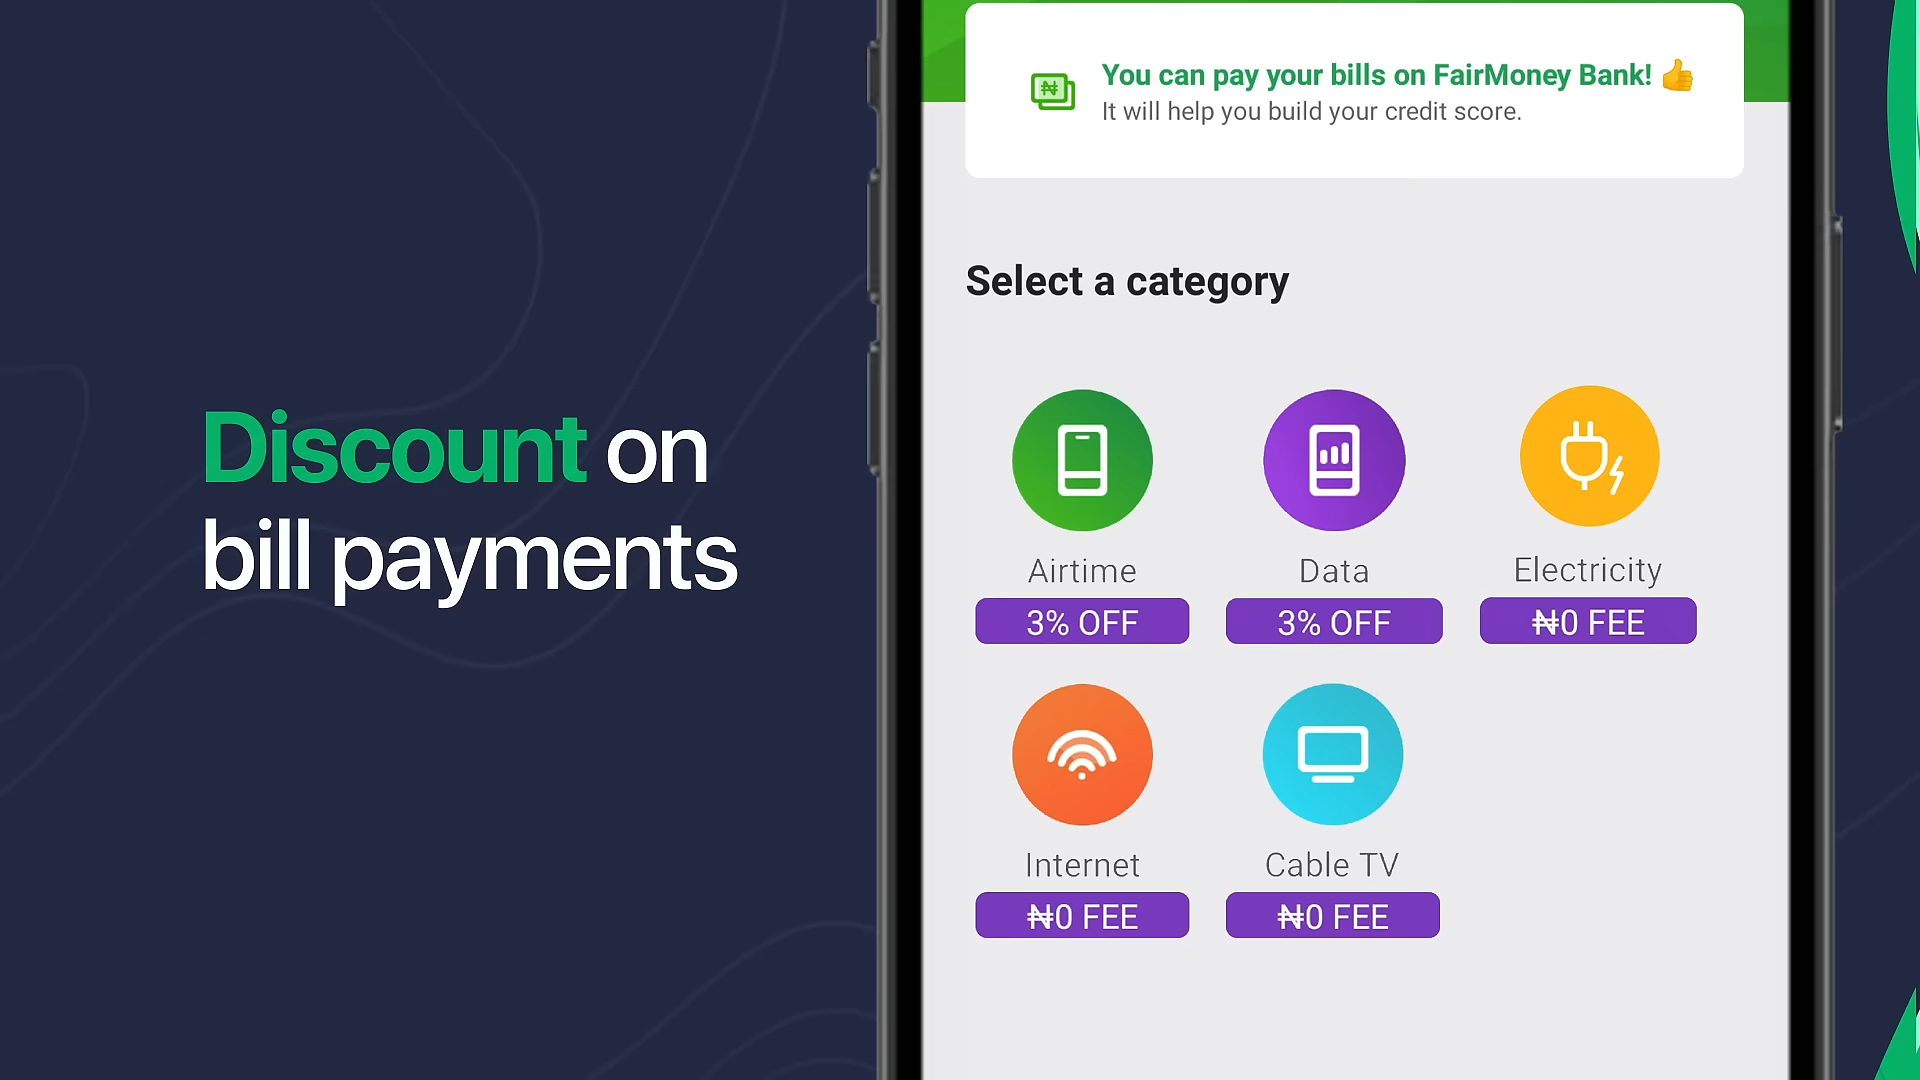 Discount on
bill payments
You can pay your bills on FairMoney Bank! 👍
It will help you build your credit score.
Select a category
Airtime
3% OFF
Data
3% OFF
Electricity
₦0 FEE
Internet
₦0 FEE
Cable TV
₦0 FEE